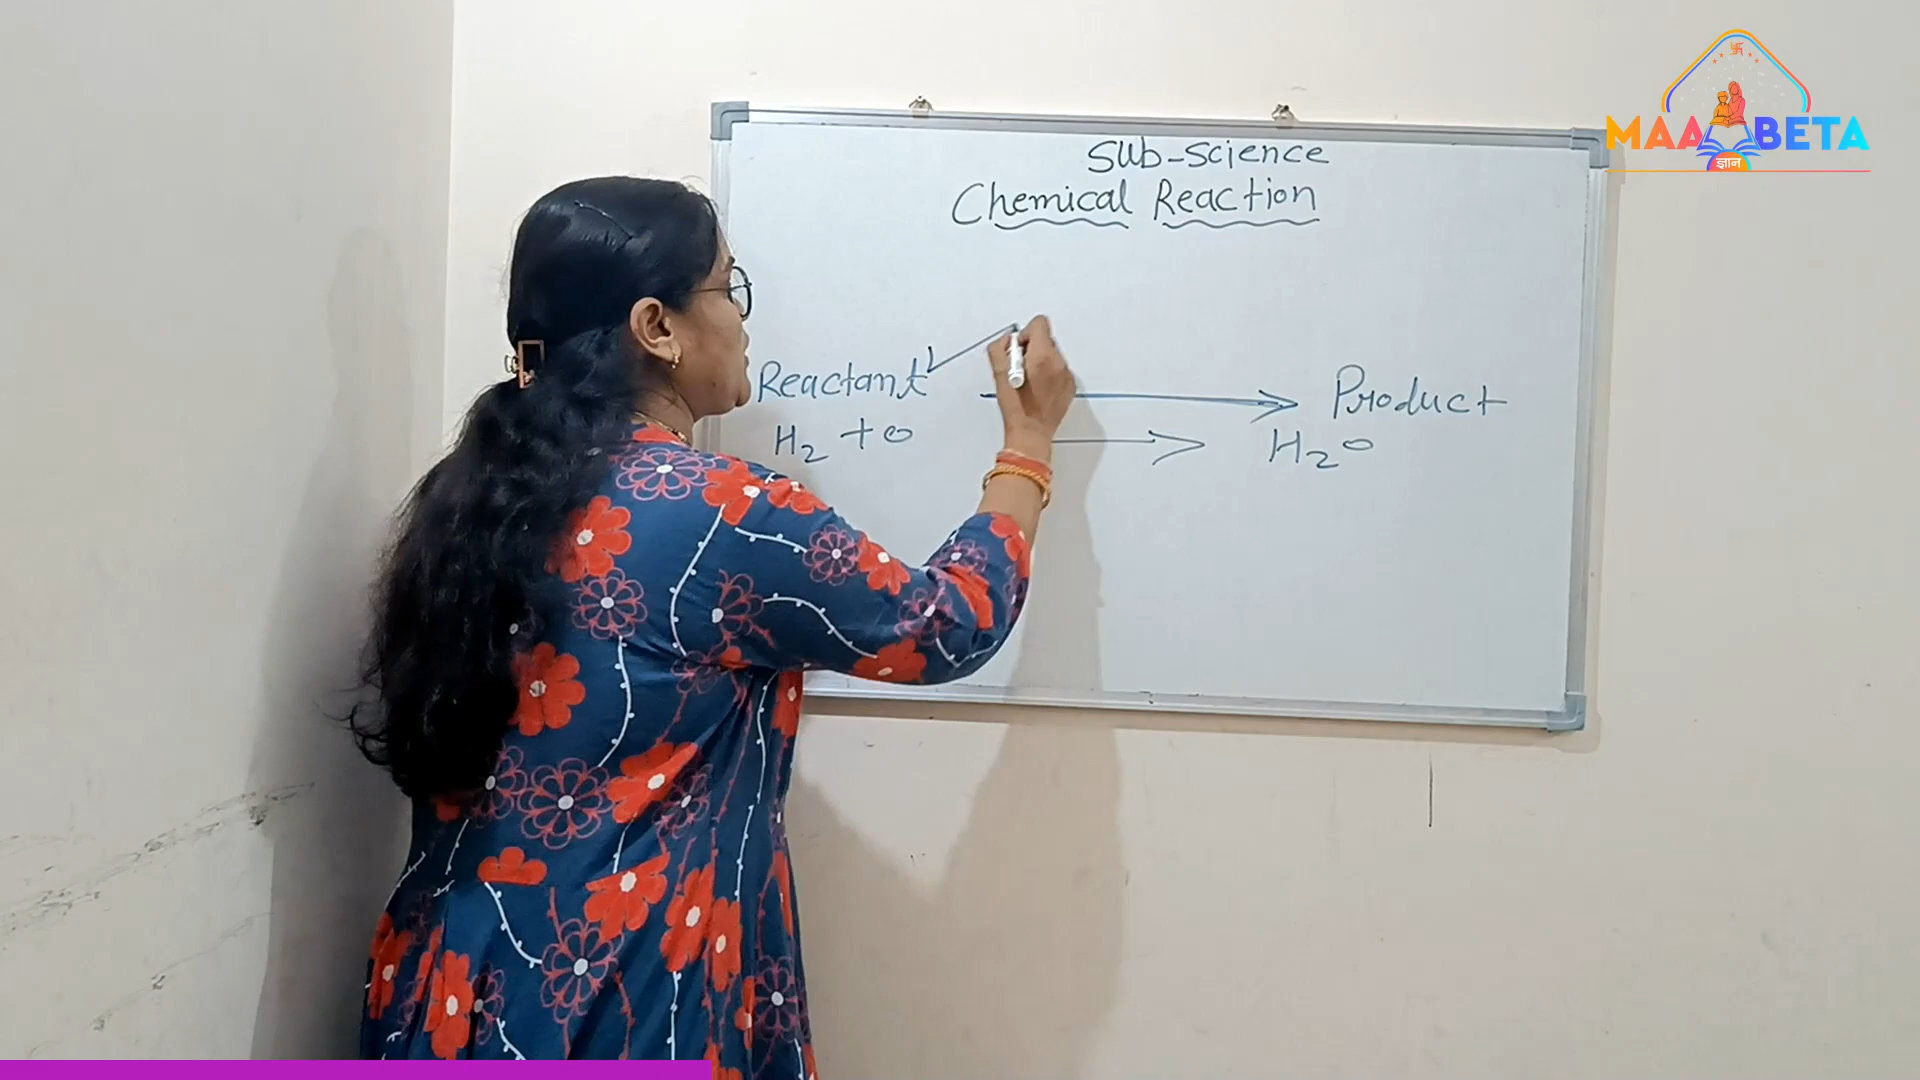 Sub-Science
Chemical Reaction
Reactant → Product
H2 + O → H2O
MAA BETA
ज्ञान